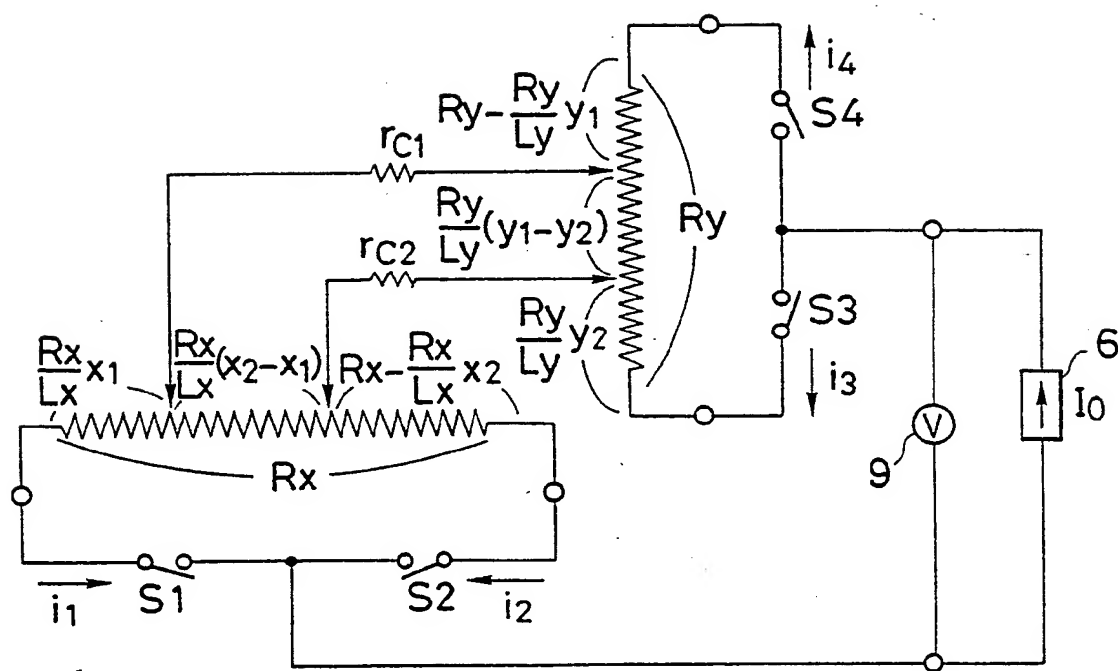 i4
S4
Ry - Ry/Ly y1
rC1
Ry/Ly (y1-y2)
Ry
rC2
S3
Ry/Ly y2
i3
6
I0
V
9
Rx/Lx x1
Rx/Lx (x2-x1)
Rx - Rx/Lx x2
Rx
i1
S1
S2
i2